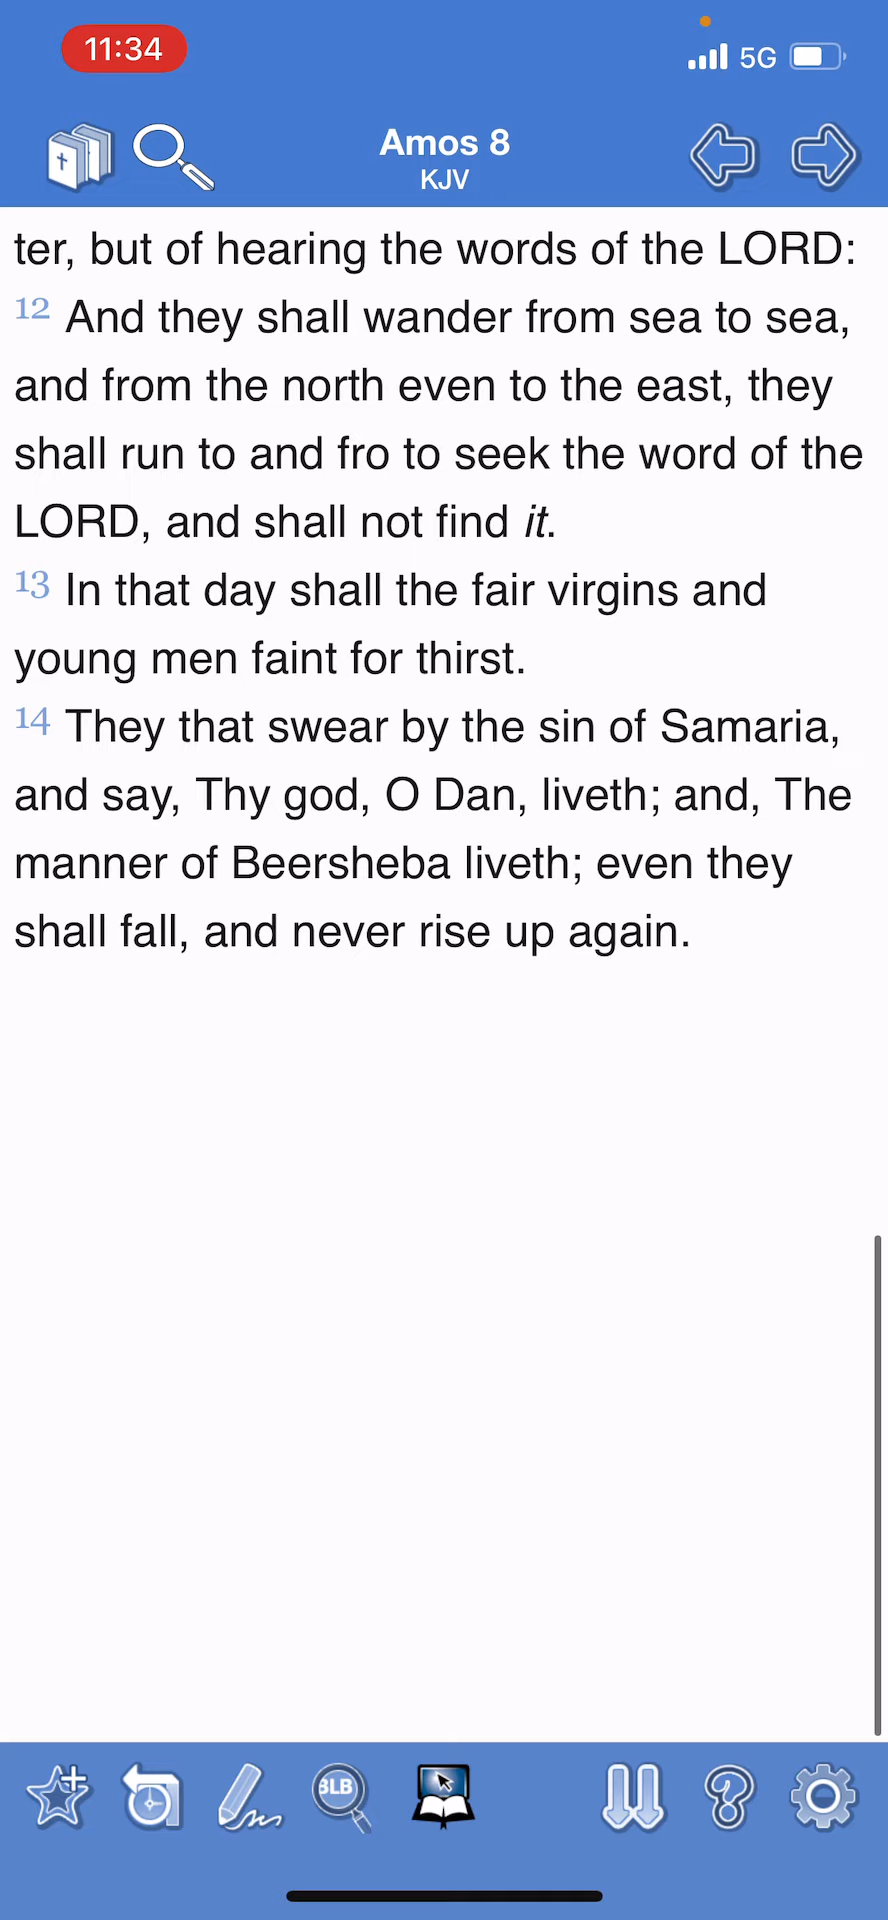 11:34
5G
Amos 8
KJV
ter, but of hearing the words of the LORD:
12 And they shall wander from sea to sea,
and from the north even to the east, they
shall run to and fro to seek the word of the
LORD, and shall not find it.
13 In that day shall the fair virgins and
young men faint for thirst.
14 They that swear by the sin of Samaria,
and say, Thy god, O Dan, liveth; and, The
manner of Beersheba liveth; even they
shall fall, and never rise up again.
BLB